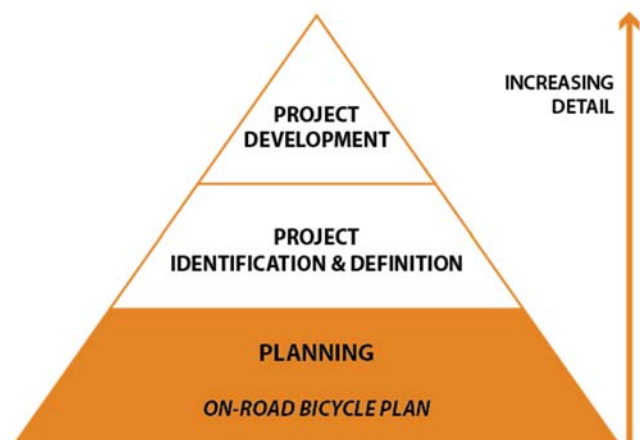 PROJECT
DEVELOPMENT
INCREASING
DETAIL
PROJECT
IDENTIFICATION & DEFINITION
PLANNING
ON-ROAD BICYCLE PLAN